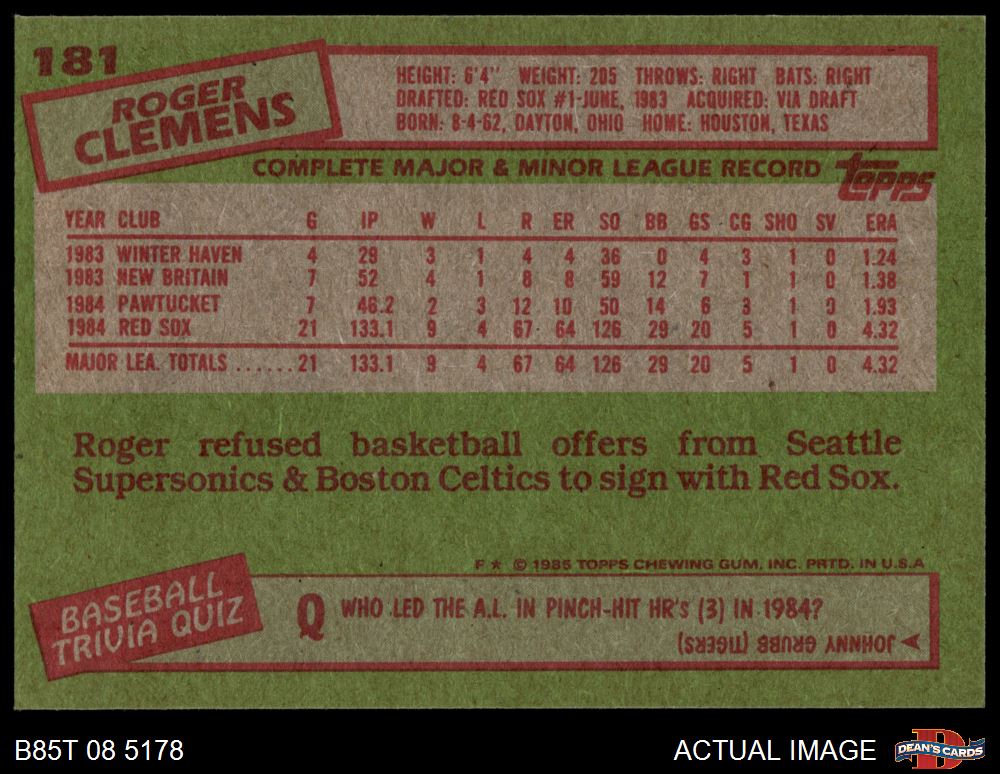 181
ROGER
CLEMENS
HEIGHT: 6'4" WEIGHT: 205 THROWS: RIGHT BATS: RIGHT
DRAFTED: RED SOX #1-JUNE, 1983 ACQUIRED: VIA DRAFT
BORN: 8-4-62, DAYTON, OHIO HOME: HOUSTON, TEXAS
COMPLETE MAJOR & MINOR LEAGUE RECORD
topps
YEAR CLUB G IP W L R ER SO BB GS CG SHO SV ERA
1983 WINTER HAVEN 4 29 3 1 4 4 36 0 4 3 1 0 1.24
1983 NEW BRITAIN 7 52 4 1 8 8 59 12 7 1 1 0 1.38
1984 PAWTUCKET 7 46.2 2 3 12 10 50 14 6 3 1 0 1.93
1984 RED SOX 21 133.1 9 4 67 64 126 29 20 5 1 0 4.32
MAJOR LEA. TOTALS ......21 133.1 9 4 67 64 126 29 20 5 1 0 4.32
Roger refused basketball offers from Seattle
Supersonics & Boston Celtics to sign with Red Sox.
F ★ © 1985 TOPPS CHEWING GUM, INC. PRTD. IN U.S.A
BASEBALL
TRIVIA QUIZ
Q WHO LED THE A.L. IN PINCH-HIT HR's (3) IN 1984?
JOHNNY GRUBB (TIGERS)
B85T 08 5178
ACTUAL IMAGE
D
DEAN'S CARDS